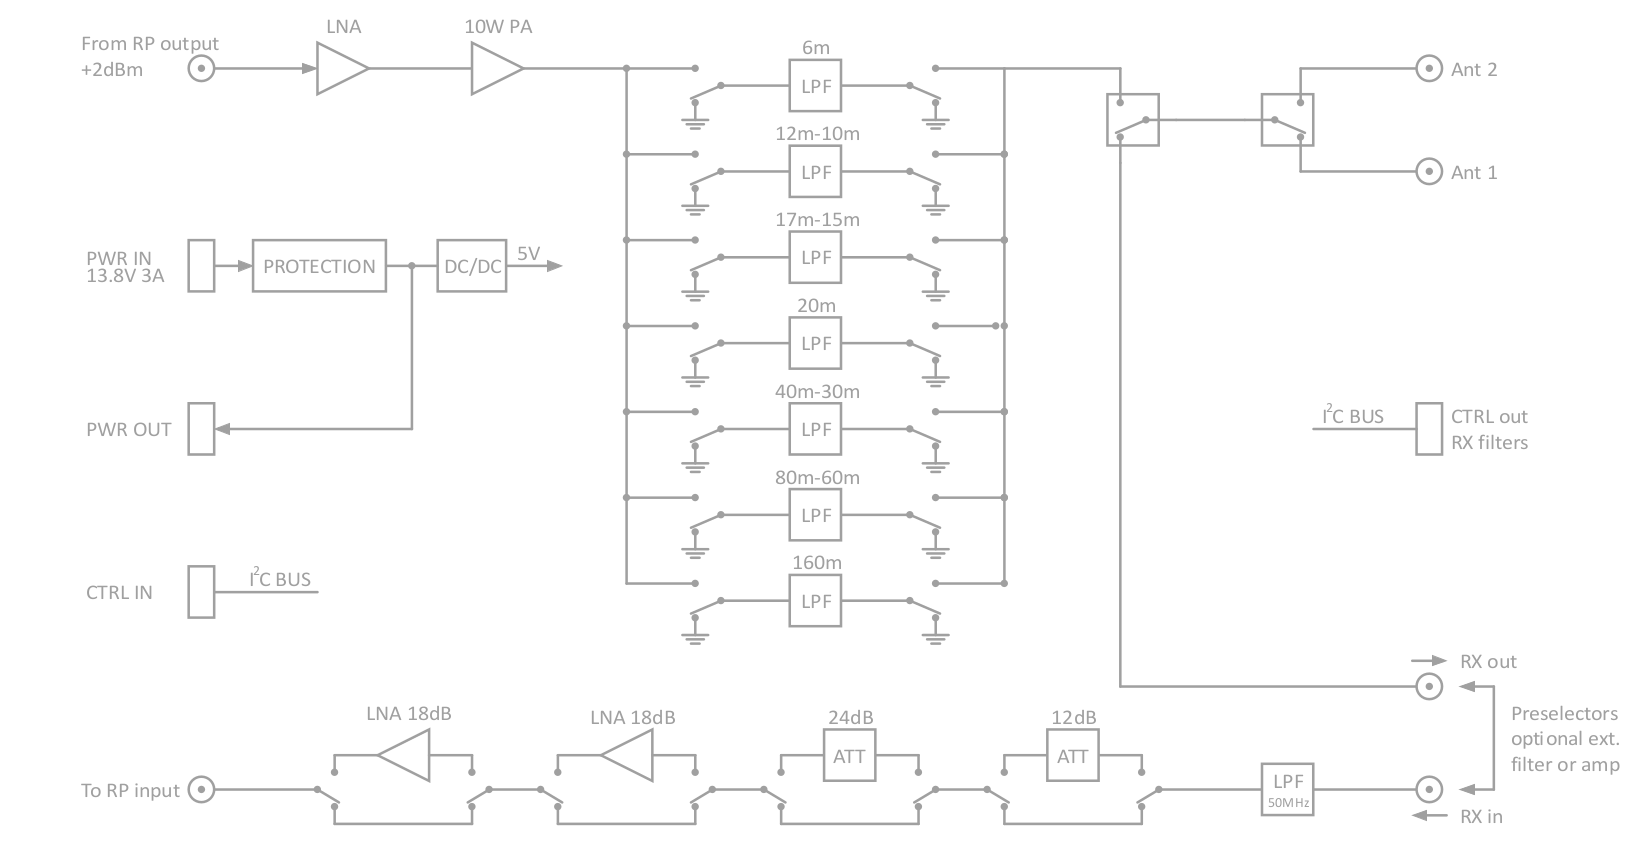 LNA
10W PA
From RP output
+2dBm
6m
LPF
Ant 2
12m-10m
LPF
Ant 1
17m-15m
LPF
PWR IN
13.8V 3A
PROTECTION
DC/DC
5V
20m
LPF
40m-30m
LPF
PWR OUT
I²C BUS
CTRL out
RX filters
80m-60m
LPF
160m
LPF
CTRL IN
I²C BUS
RX out
LNA 18dB
LNA 18dB
24dB
ATT
12dB
ATT
Preselectors
optional ext.
filter or amp
To RP input
LPF
50MHz
RX in